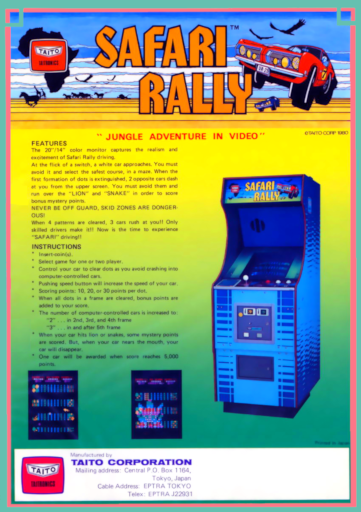 TAITO
SAFARI
RALLY™
©TAITO CORP 1980
" JUNGLE ADVENTURE IN VIDEO "
FEATURES
The 20"/14" color monitor captures the realism and
excitement of Safari Rally driving.
At the flick of a switch, a white car approaches. You must
avoid it and select the safest course, in a maze. When the
first formation of dots is extinguished, 2 opposite cars dash
at you from the upper screen. You must avoid them and
run over the "LION" and "SNAKE" in order to score
bonus mystery points.
NEVER BE OFF GUARD, SKID ZONES ARE DONGER-
OUS!
When 4 patterns are cleared, 3 cars rush at you!! Only
skilled drivers make it!! Now is the time to experience
"SAFARI" driving!!
INSTRUCTIONS
* Insert coin(s).
* Select game for one or two player.
* Control your car to clear dots as you avoid crashing into
computer-controlled cars.
* Pushing speed button will increase the speed of your car.
* Scoring points: 10, 20, or 30 points per dot.
* When all dots in a frame are cleared, bonus points are
added to your score.
* The number of computer-controlled cars is increased to:
"2" . . . in 2nd, 3rd, and 4th frame
"3" . . . in and after 5th frame
* When your car hits lion or snake, some mystery points
are scored. But, when your car nears the mouth, your
car will disappear.
* One car will be awarded when score reaches 5,000
points.
SAFARI
RALLY
Printed in Japan
TAITO
Manufactured by
TAITO CORPORATION
Mailing address: Central P.O. Box 1164,
Tokyo, Japan
Cable Address: EPTRA TOKYO
Telex: EPTRA J22931